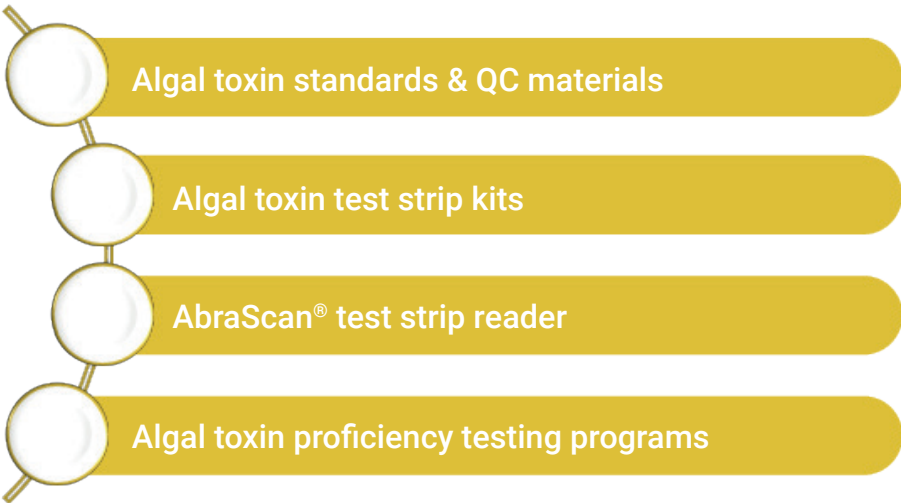 Algal toxin standards & QC materials
Algal toxin test strip kits
AbraScan® test strip reader
Algal toxin proficiency testing programs